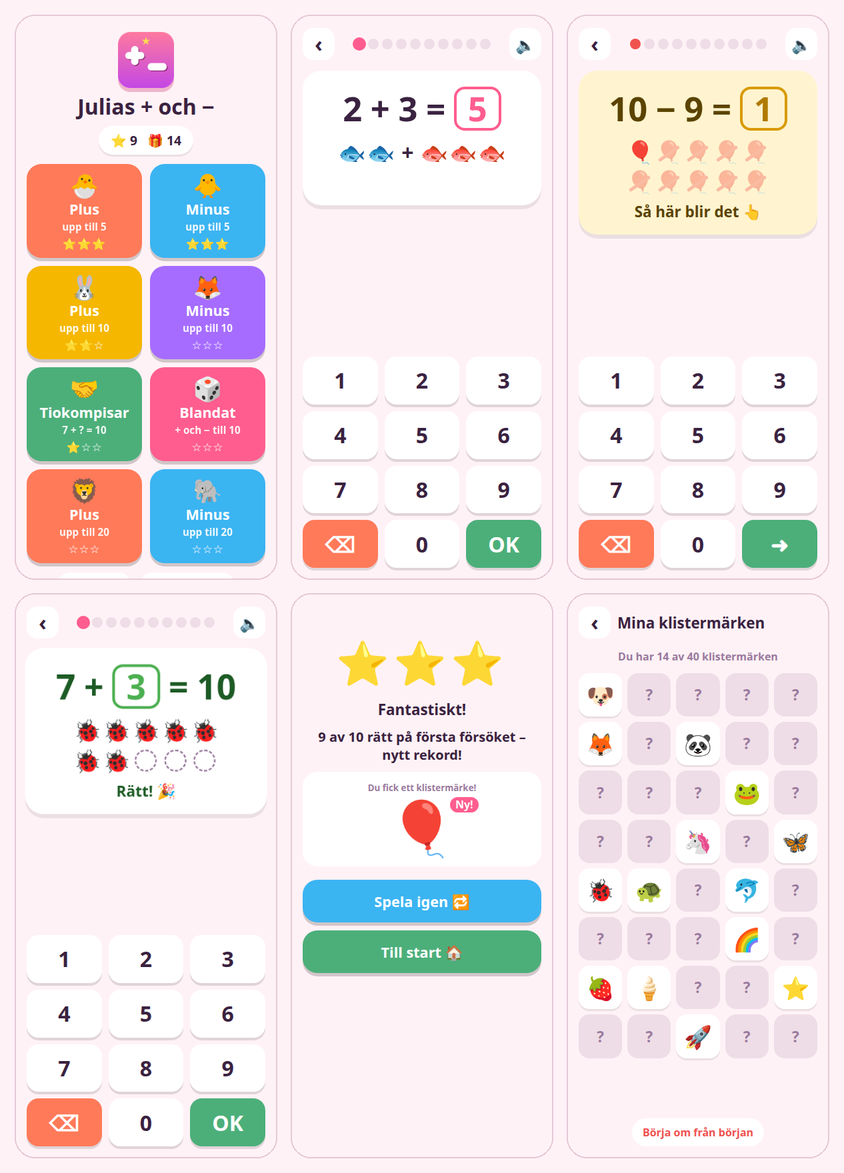 Julias + och −
⭐ 9 🎁 14
Plus
upp till 5
Minus
upp till 5
Plus
upp till 10
Minus
upp till 10
Tiokompisar
7 + ? = 10
Blandat
+ och − till 10
Plus
upp till 20
Minus
upp till 20
2 + 3 = 5
+
1 2 3
4 5 6
7 8 9
⌫ 0 OK
10 − 9 = 1
Så här blir det 👆
1 2 3
4 5 6
7 8 9
⌫ 0 ➜
7 + 3 = 10
Rätt! 🎉
1 2 3
4 5 6
7 8 9
⌫ 0 OK
Fantastiskt!
9 av 10 rätt på första försöket –
nytt rekord!
Du fick ett klistermärke!
Ny!
Spela igen 🔁
Till start 🏠
Mina klistermärken
Du har 14 av 40 klistermärken
? ? ? ?
? ? ?
? ? ? ?
? ? ?
? ?
? ? ? ?
? ?
? ? ? ?
Börja om från början